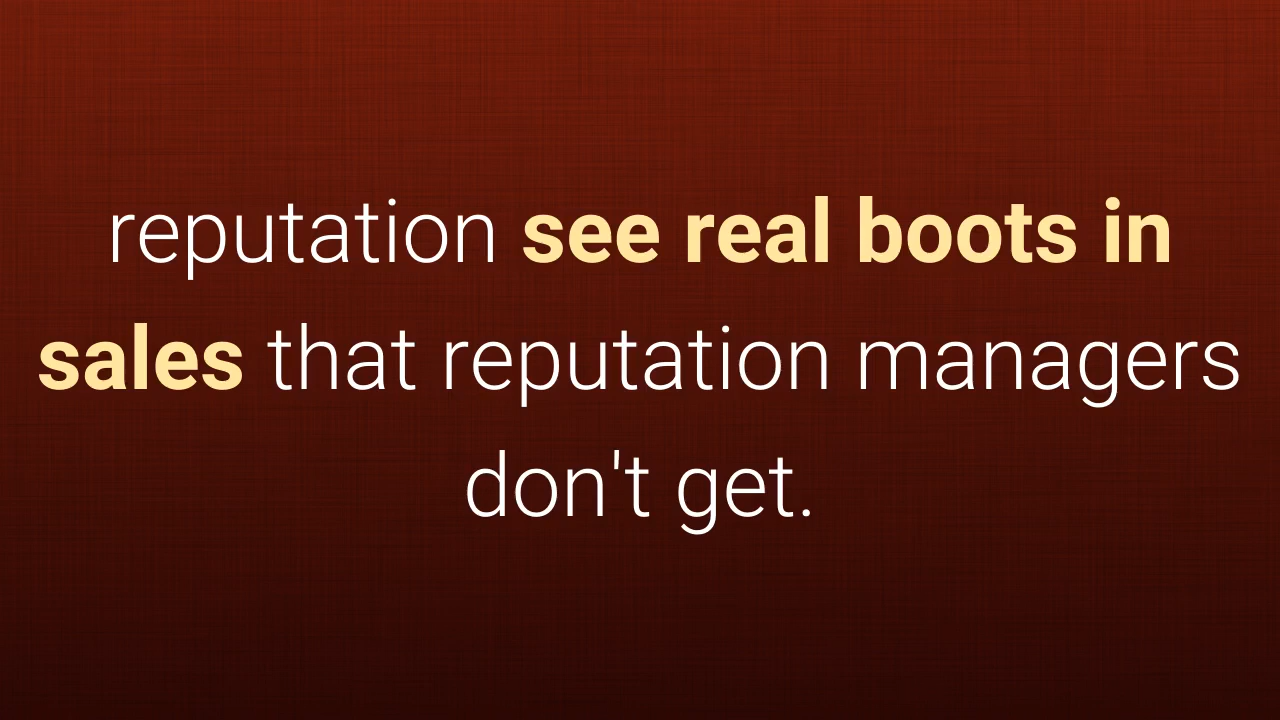 reputation see real boots in
sales that reputation managers
don't get.